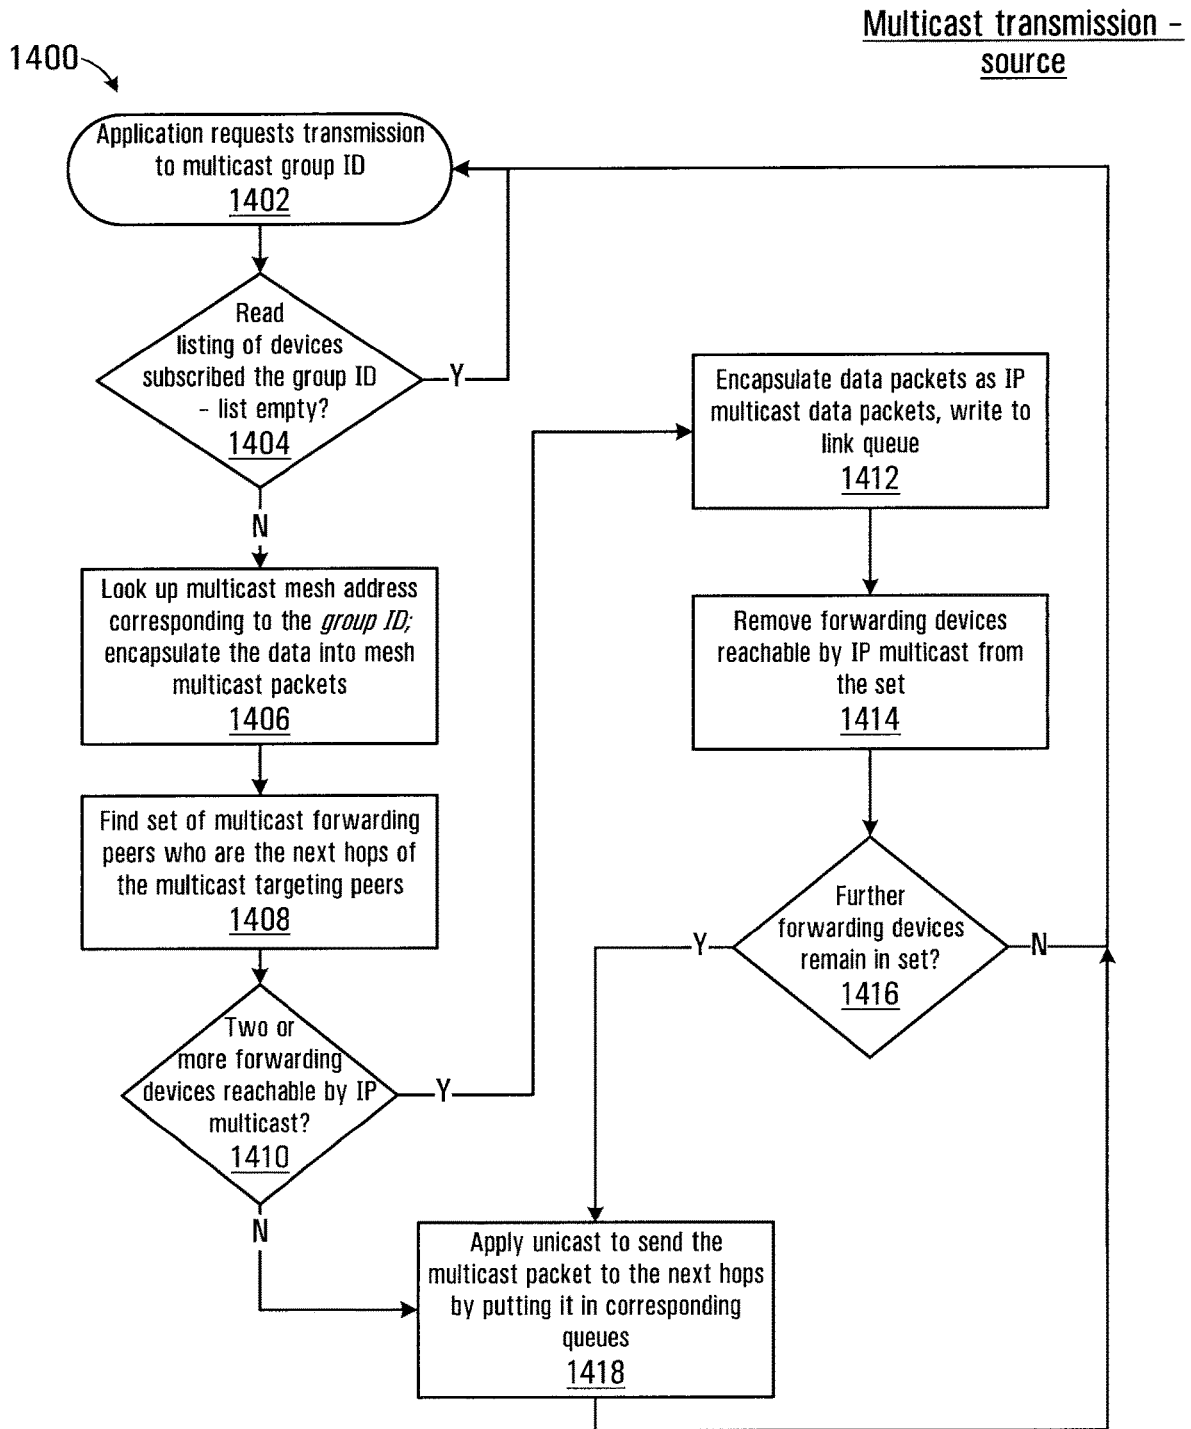 Multicast transmission –
source
1400
Application requests transmission
to multicast group ID
1402
Read
listing of devices
subscribed the group ID
– list empty?
1404
Y
N
Look up multicast mesh address
corresponding to the group ID;
encapsulate the data into mesh
multicast packets
1406
Find set of multicast forwarding
peers who are the next hops of
the multicast targeting peers
1408
Two or
more forwarding
devices reachable by IP
multicast?
1410
Y
N
Encapsulate data packets as IP
multicast data packets, write to
link queue
1412
Remove forwarding devices
reachable by IP multicast from
the set
1414
Further
forwarding devices
remain in set?
1416
Y
N
Apply unicast to send the
multicast packet to the next hops
by putting it in corresponding
queues
1418